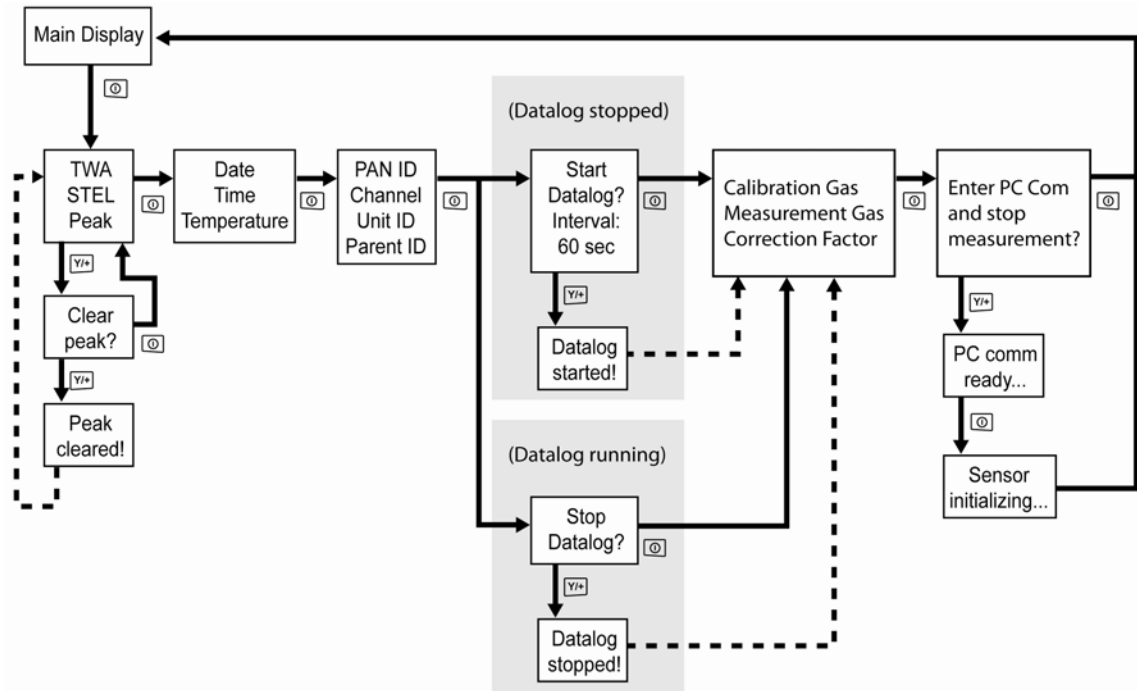 Main Display
(Datalog stopped)
TWA
STEL
Peak
Date
Time
Temperature
PAN ID
Channel
Unit ID
Parent ID
Start
Datalog?
Interval:
60 sec
Calibration Gas
Measurement Gas
Correction Factor
Enter PC Com
and stop
measurement?
Y/+
Clear
peak?
Y/+
Peak
cleared!
Y/+
Datalog
started!
(Datalog running)
Stop
Datalog?
Y/+
Datalog
stopped!
Y/+
PC comm
ready...
Sensor
initializing...